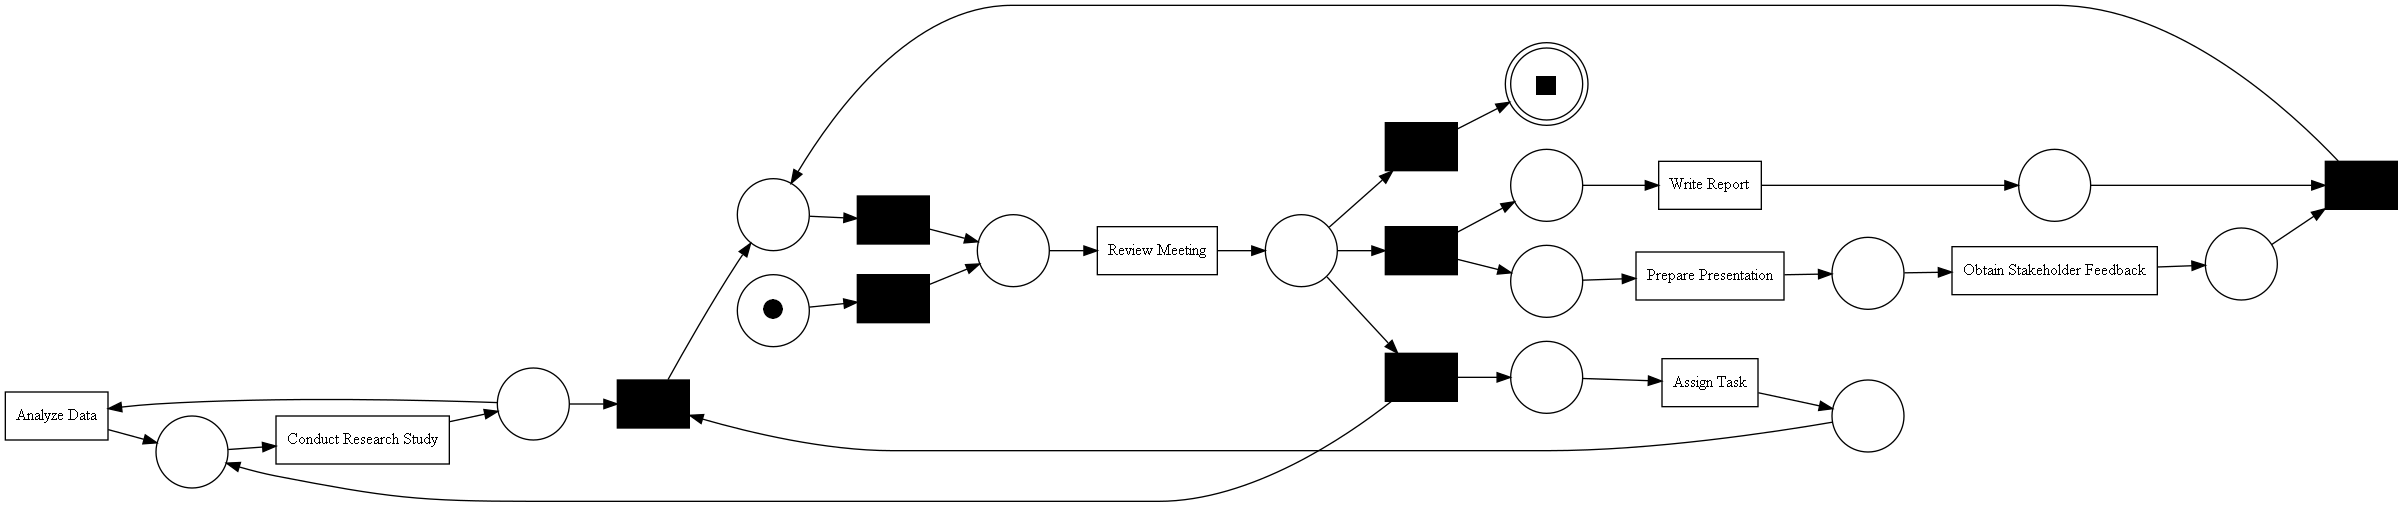 Write Report
Review Meeting
Prepare Presentation
Obtain Stakeholder Feedback
Assign Task
Analyze Data
Conduct Research Study